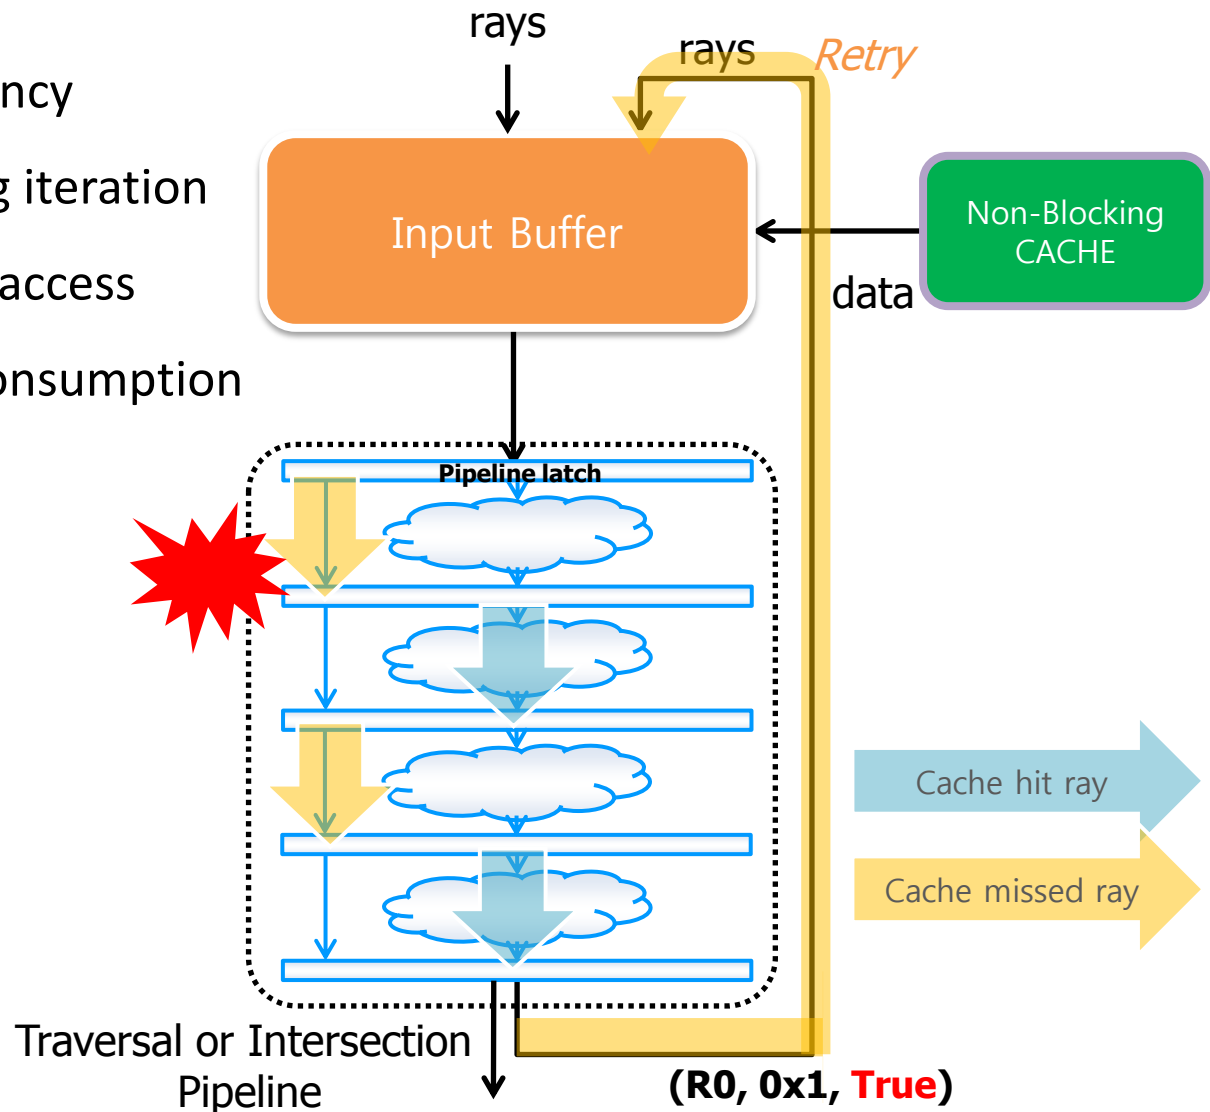 rays
rays
Retry
ncy
g iteration
access
onsumption
Input Buffer
Non-Blocking
CACHE
data
Pipeline latch
Cache hit ray
Cache missed ray
Traversal or Intersection
Pipeline
(R0, 0x1, True)